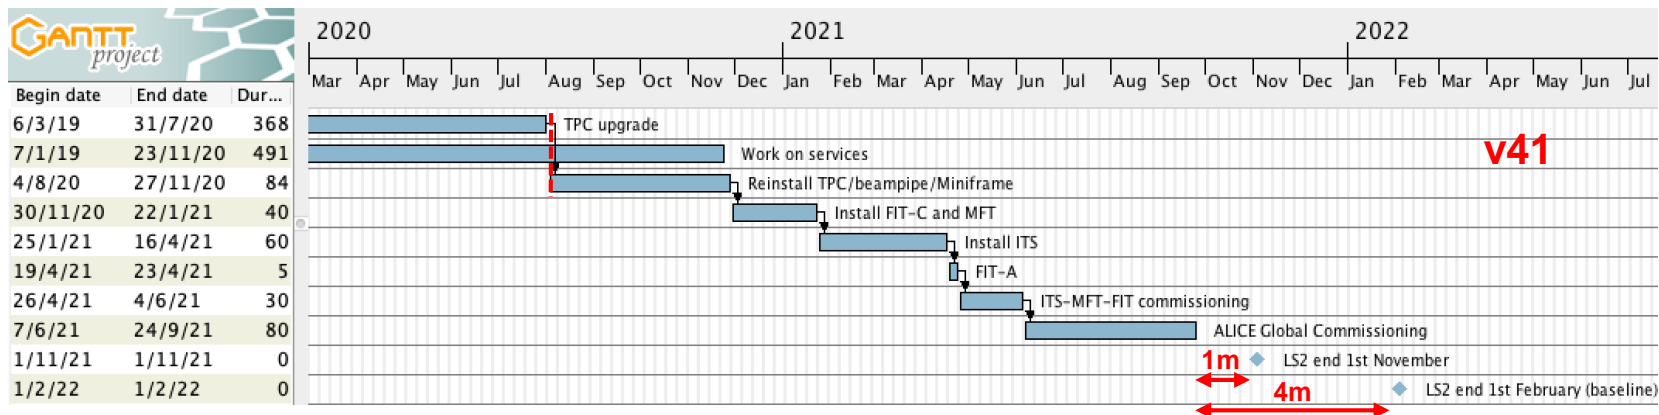 GANTT project
2020 2021 2022
Mar Apr May Jun Jul Aug Sep Oct Nov Dec Jan Feb Mar Apr May Jun Jul Aug Sep Oct Nov Dec Jan Feb Mar Apr May Jun Jul
Begin date End date Dur...
6/3/19 31/7/20 368 TPC upgrade
7/1/19 23/11/20 491 Work on services
v41
4/8/20 27/11/20 84 Reinstall TPC/beampipe/Miniframe
30/11/20 22/1/21 40 Install FIT-C and MFT
25/1/21 16/4/21 60 Install ITS
19/4/21 23/4/21 5 FIT-A
26/4/21 4/6/21 30 ITS-MFT-FIT commissioning
7/6/21 24/9/21 80 ALICE Global Commissioning
1/11/21 1/11/21 0 1m LS2 end 1st November
1/2/22 1/2/22 0 4m LS2 end 1st February (baseline)